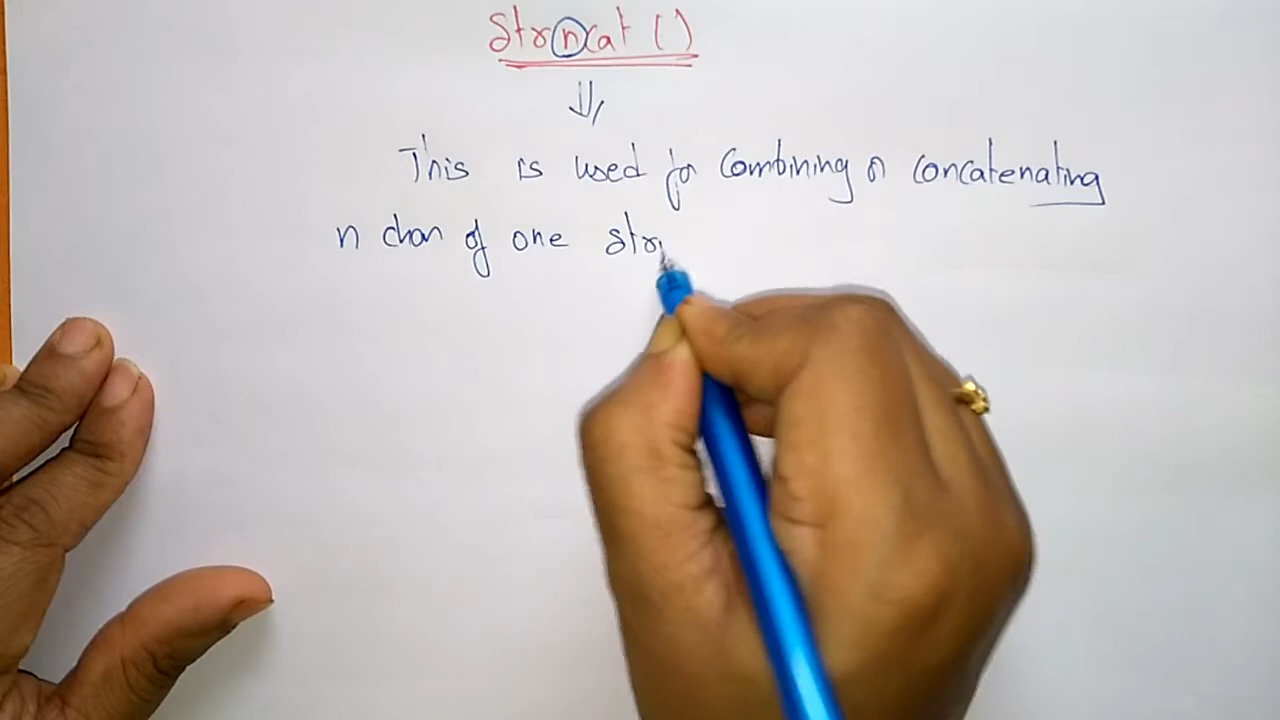 strncat ()
This is used for Combining or concatenating
n char of one str